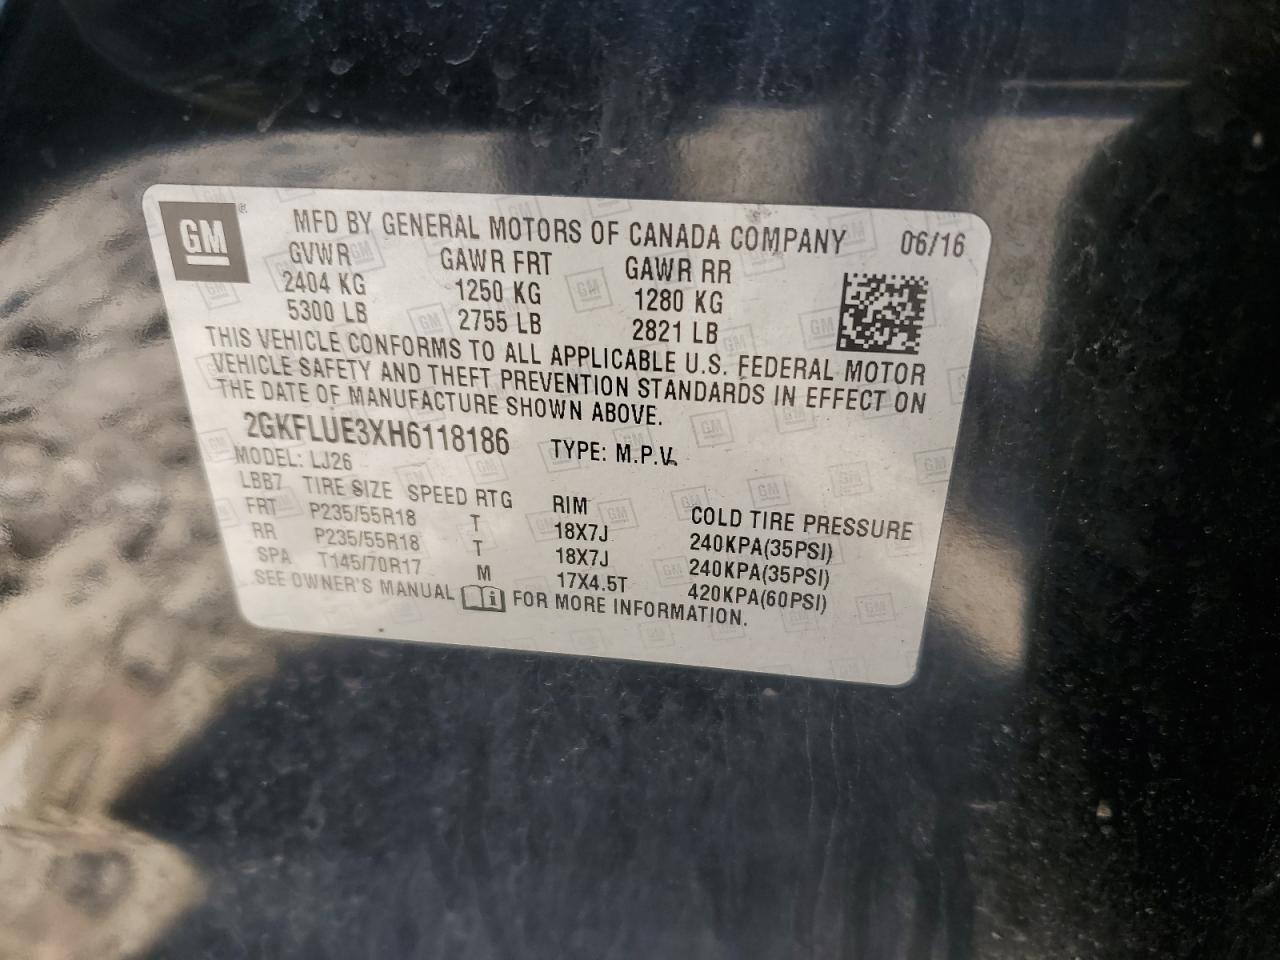 GM
MFD BY GENERAL MOTORS OF CANADA COMPANY 06/16
GVWR GAWR FRT GAWR RR
2404 KG 1250 KG 1280 KG
5300 LB 2755 LB 2821 LB
THIS VEHICLE CONFORMS TO ALL APPLICABLE U.S. FEDERAL MOTOR
VEHICLE SAFETY AND THEFT PREVENTION STANDARDS IN EFFECT ON
THE DATE OF MANUFACTURE SHOWN ABOVE.
2GKFLUE3XH6118186 TYPE: M.P.V.
MODEL: LJ26
LBB7 TIRE SIZE SPEED RTG RIM COLD TIRE PRESSURE
FRT P235/55R18 T 18X7J 240KPA(35PSI)
RR P235/55R18 T 18X7J 240KPA(35PSI)
SPA T145/70R17 M 17X4.5T 420KPA(60PSI)
SEE OWNER'S MANUAL i FOR MORE INFORMATION.